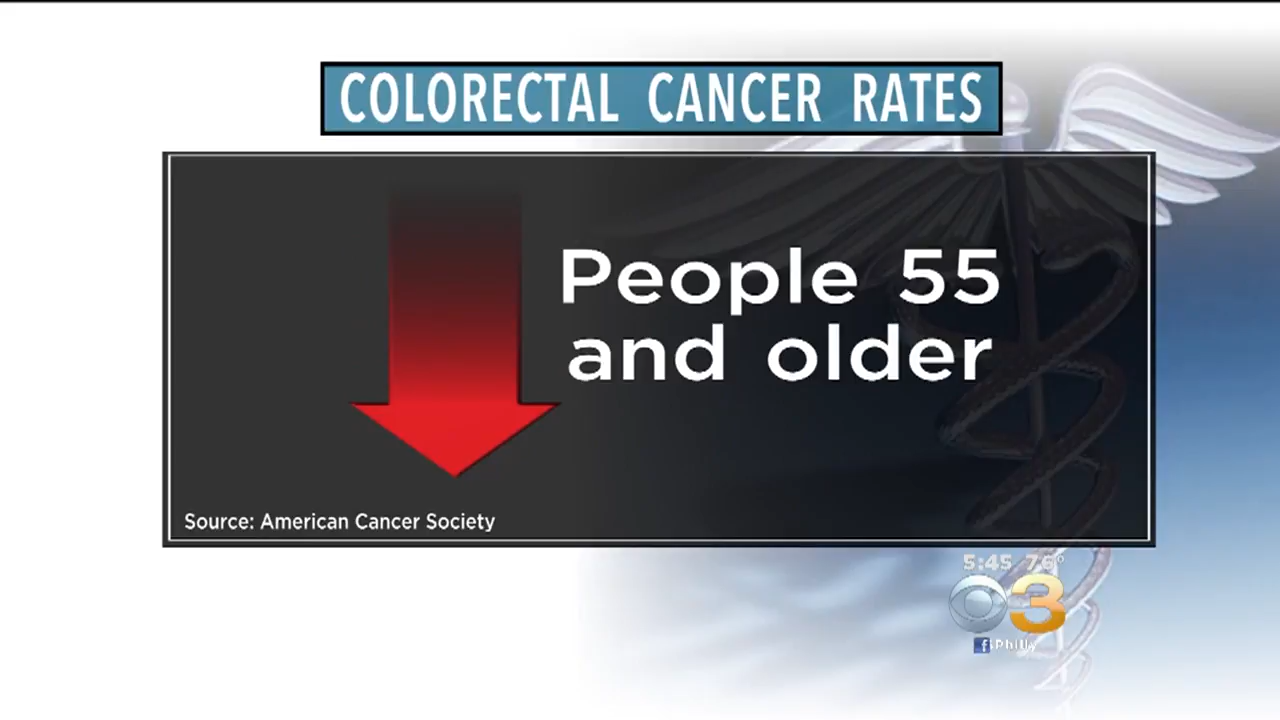 COLORECTAL CANCER RATES
People 55
and older
Source: American Cancer Society
5:45 76°
3
f /Philly